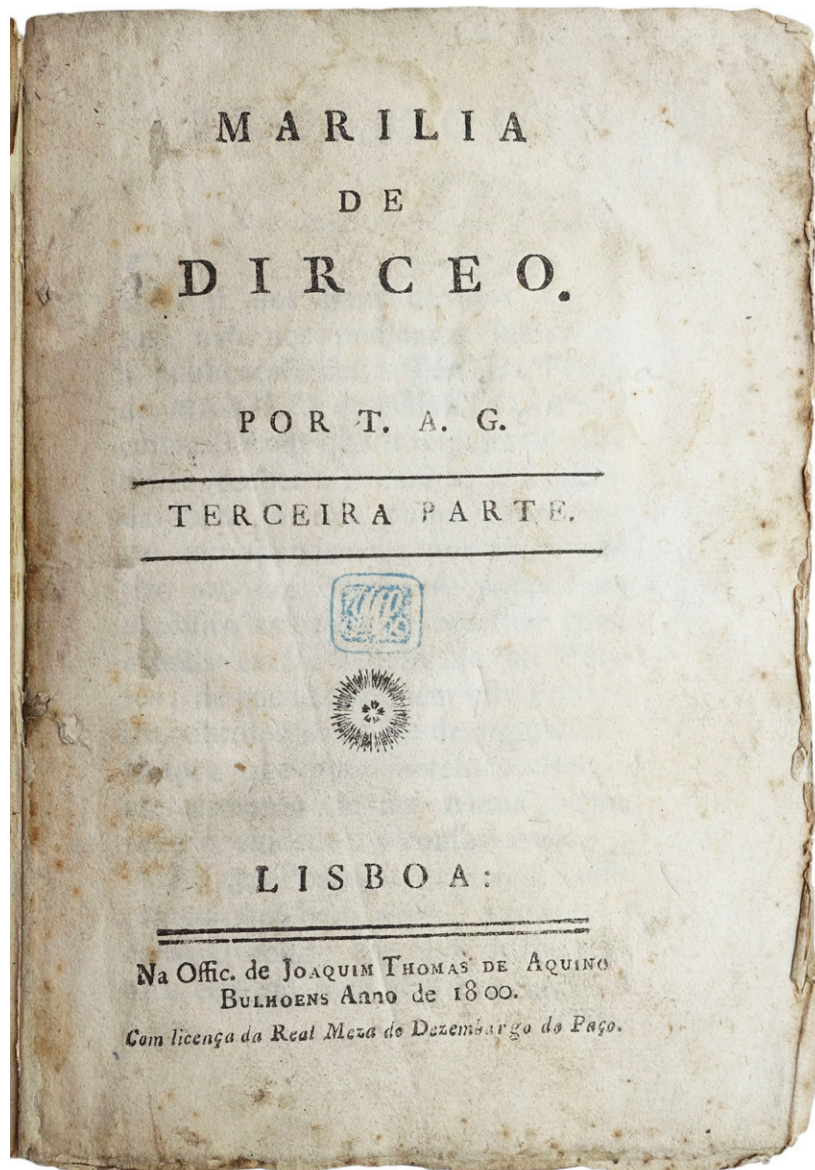 MARILIA
DE
DIRCEO.
POR T. A. G.
TERCEIRA PARTE.
LISBOA:
Na Offic. de JOAQUIM THOMAS DE AQUINO
BULHOENS Anno de 1800.
Com licença da Real Meza do Dezembargo do Paço.